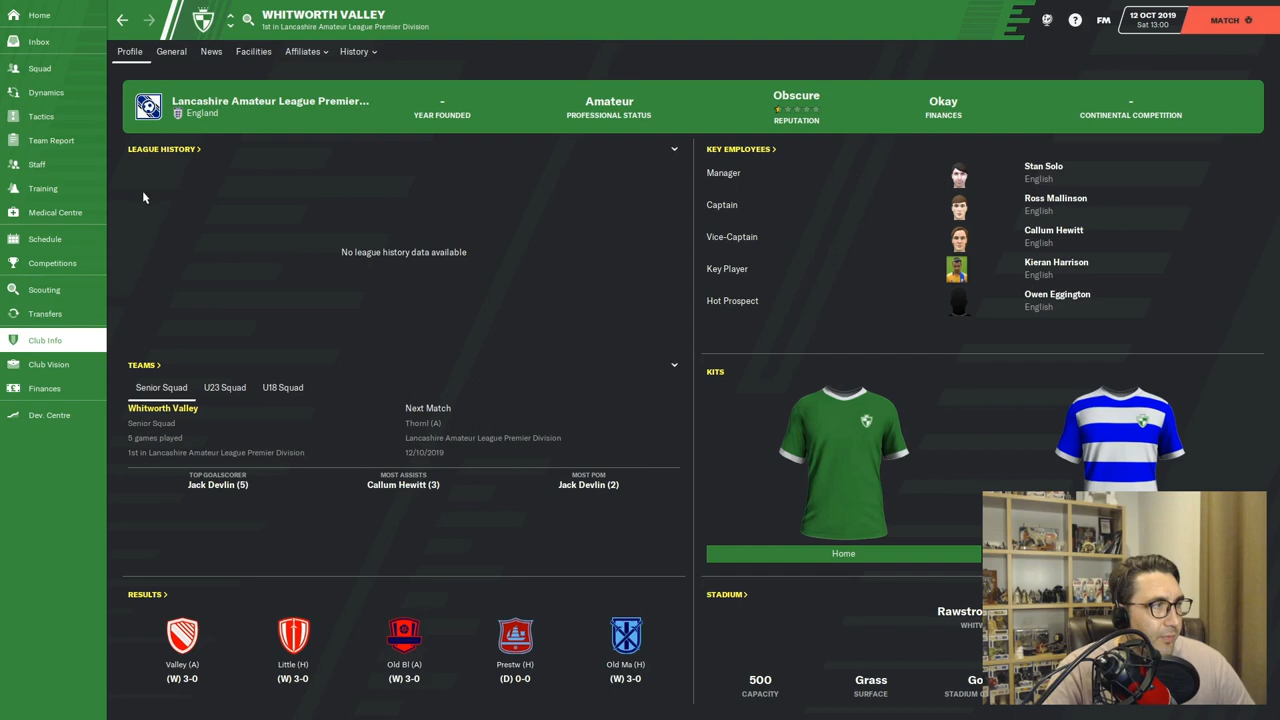 Home
Inbox
Squad
Dynamics
Tactics
Team Report
Staff
Training
Medical Centre
Schedule
Competitions
Scouting
Transfers
Club Info
Club Vision
Finances
Dev. Centre
WHITWORTH VALLEY
1st in Lancashire Amateur League Premier Division
FM
12 OCT 2019
Sat 13:00
MATCH
Profile General News Facilities Affiliates History
Lancashire Amateur League Premier...
England
-
YEAR FOUNDED
Amateur
PROFESSIONAL STATUS
Obscure
REPUTATION
Okay
FINANCES
-
CONTINENTAL COMPETITION
LEAGUE HISTORY >
No league history data available
TEAMS >
Senior Squad U23 Squad U18 Squad
Whitworth Valley
Senior Squad
5 games played
1st in Lancashire Amateur League Premier Division
Next Match
Thornl (A)
Lancashire Amateur League Premier Division
12/10/2019
TOP GOALSCORER
Jack Devlin (5)
MOST ASSISTS
Callum Hewitt (3)
MOST POM
Jack Devlin (2)
RESULTS >
Valley (A)
(W) 3-0
Little (H)
(W) 3-0
Old Bl (A)
(W) 3-0
Prestw (H)
(D) 0-0
Old Ma (H)
(W) 3-0
KEY EMPLOYEES >
Manager
Stan Solo
English
Captain
Ross Mallinson
English
Vice-Captain
Callum Hewitt
English
Key Player
Kieran Harrison
English
Hot Prospect
Owen Eggington
English
KITS
Home
STADIUM >
Rawstro
WHITW
500
CAPACITY
Grass
SURFACE
Go
STADIUM C